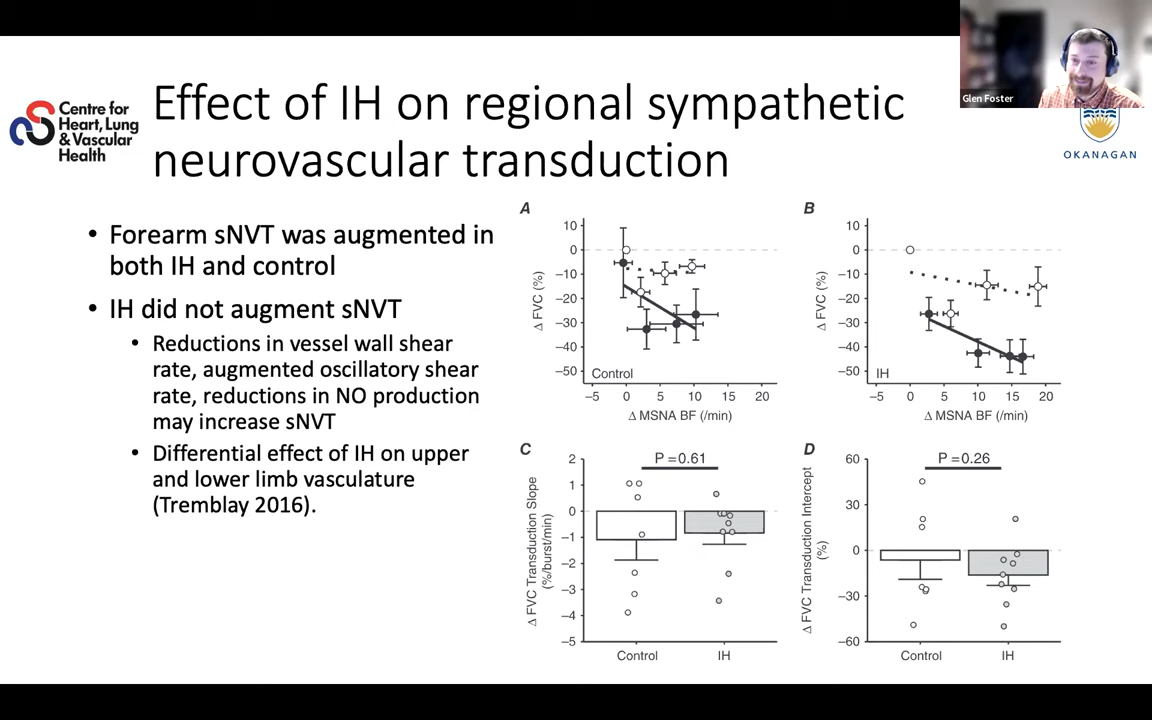 Glen Foster
Centre for
Heart, Lung
& Vascular
Health
Effect of IH on regional sympathetic
neurovascular transduction
OKANAGAN
• Forearm sNVT was augmented in
both IH and control
• IH did not augment sNVT
• Reductions in vessel wall shear
rate, augmented oscillatory shear
rate, reductions in NO production
may increase sNVT
• Differential effect of IH on upper
and lower limb vasculature
(Tremblay 2016).
A
10
0
−10
−20
−30
−40
−50
Δ FVC (%)
Control
−5 0 5 10 15 20
Δ MSNA BF (/min)
B
10
0
−10
−20
−30
−40
−50
Δ FVC (%)
IH
−5 0 5 10 15 20
Δ MSNA BF (/min)
C
P = 0.61
2
1
0
−1
−2
−3
−4
−5
Δ FVC Transduction Slope
(%/burst/min)
Control IH
D
P = 0.26
60
30
0
−30
−60
Δ FVC Transduction Intercept
(%)
Control IH